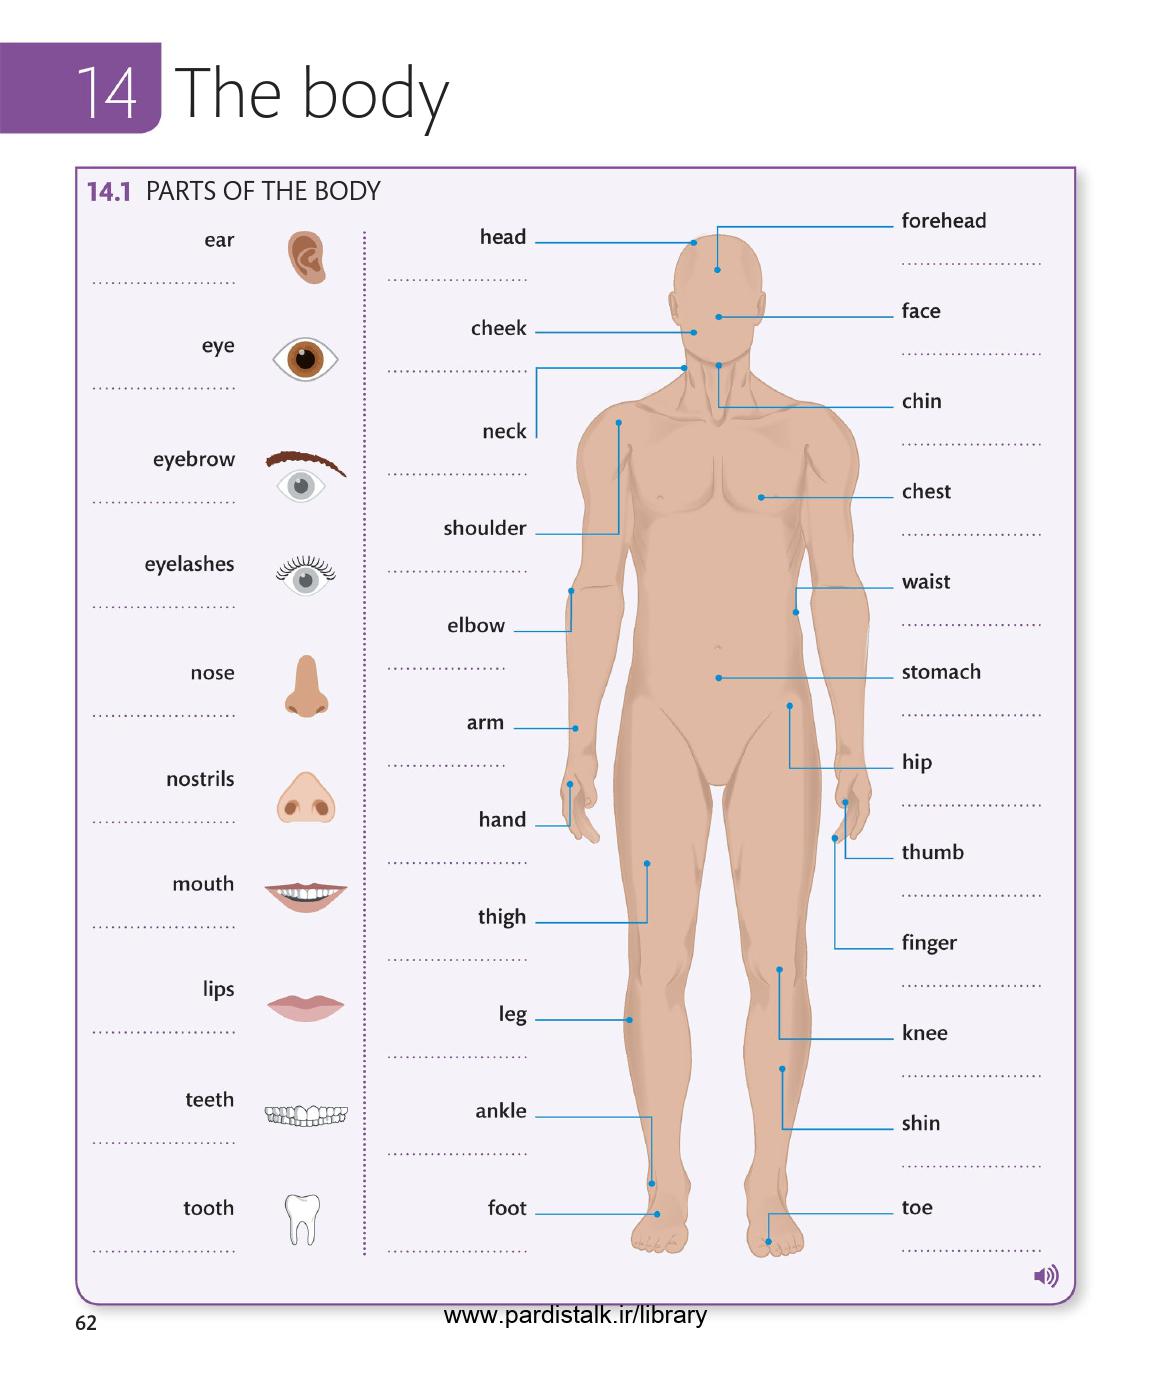 14 The body
14.1 PARTS OF THE BODY
ear
eye
eyebrow
eyelashes
nose
nostrils
mouth
lips
teeth
tooth
head
cheek
neck
shoulder
elbow
arm
hand
thigh
leg
ankle
foot
forehead
face
chin
chest
waist
stomach
hip
thumb
finger
knee
shin
toe
62
www.pardistalk.ir/library